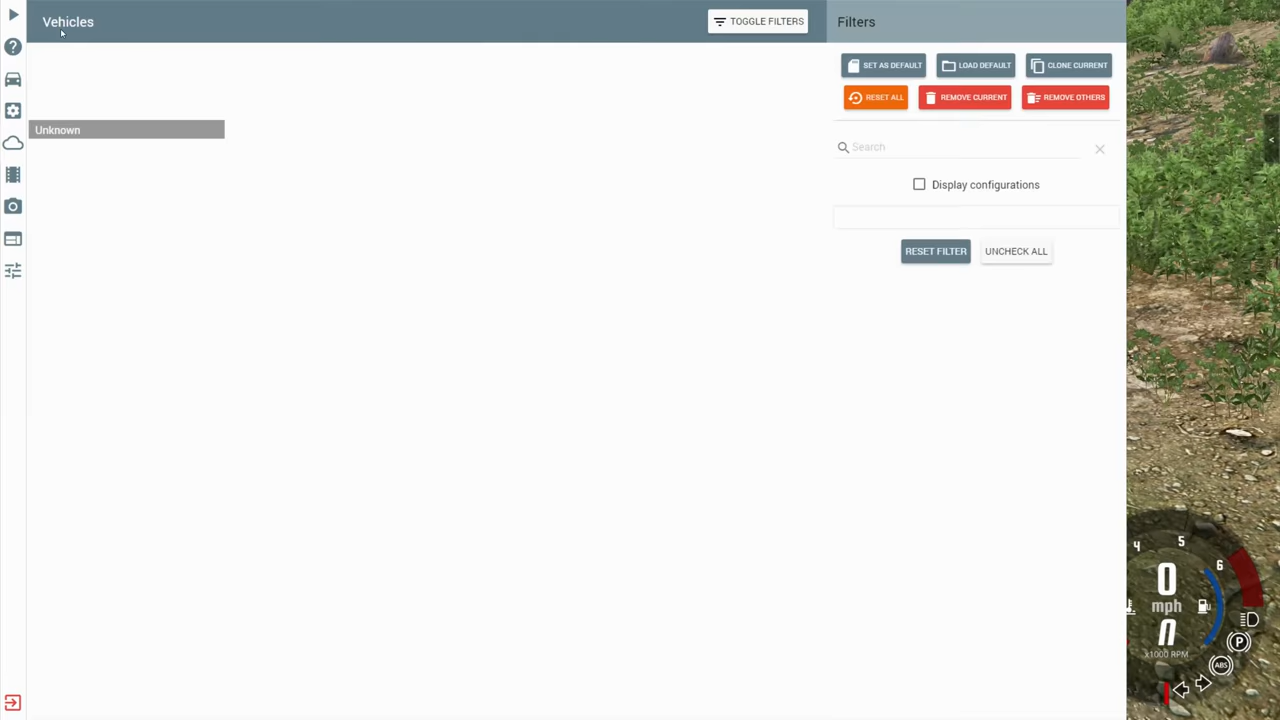 Vehicles
TOGGLE FILTERS
Filters
SET AS DEFAULT
LOAD DEFAULT
CLONE CURRENT
RESET ALL
REMOVE CURRENT
REMOVE OTHERS
Unknown
Search
Display configurations
RESET FILTER
UNCHECK ALL
4
5
6
0
mph
n
x1000 RPM
P
ABS